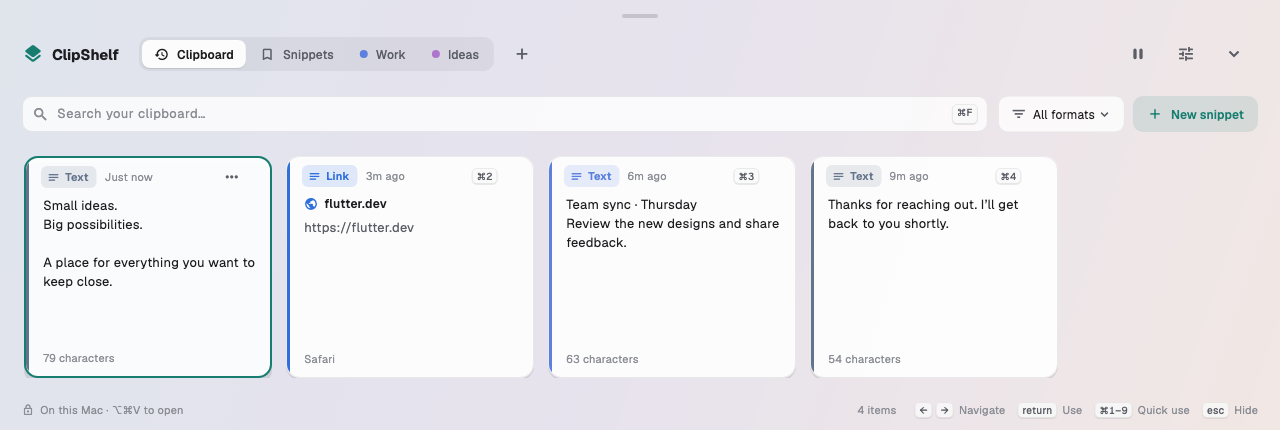 ClipShelf
Clipboard
Snippets
Work
Ideas
Search your clipboard…
⌘F
All formats
New snippet
Text
Just now
Small ideas.
Big possibilities.
A place for everything you want to
keep close.
79 characters
Link
3m ago
⌘2
flutter.dev
https://flutter.dev
Safari
Text
6m ago
⌘3
Team sync · Thursday
Review the new designs and share
feedback.
63 characters
Text
9m ago
⌘4
Thanks for reaching out. I'll get
back to you shortly.
54 characters
On this Mac · ⌥⌘V to open
4 items
← → Navigate
return Use
⌘1–9 Quick use
esc Hide